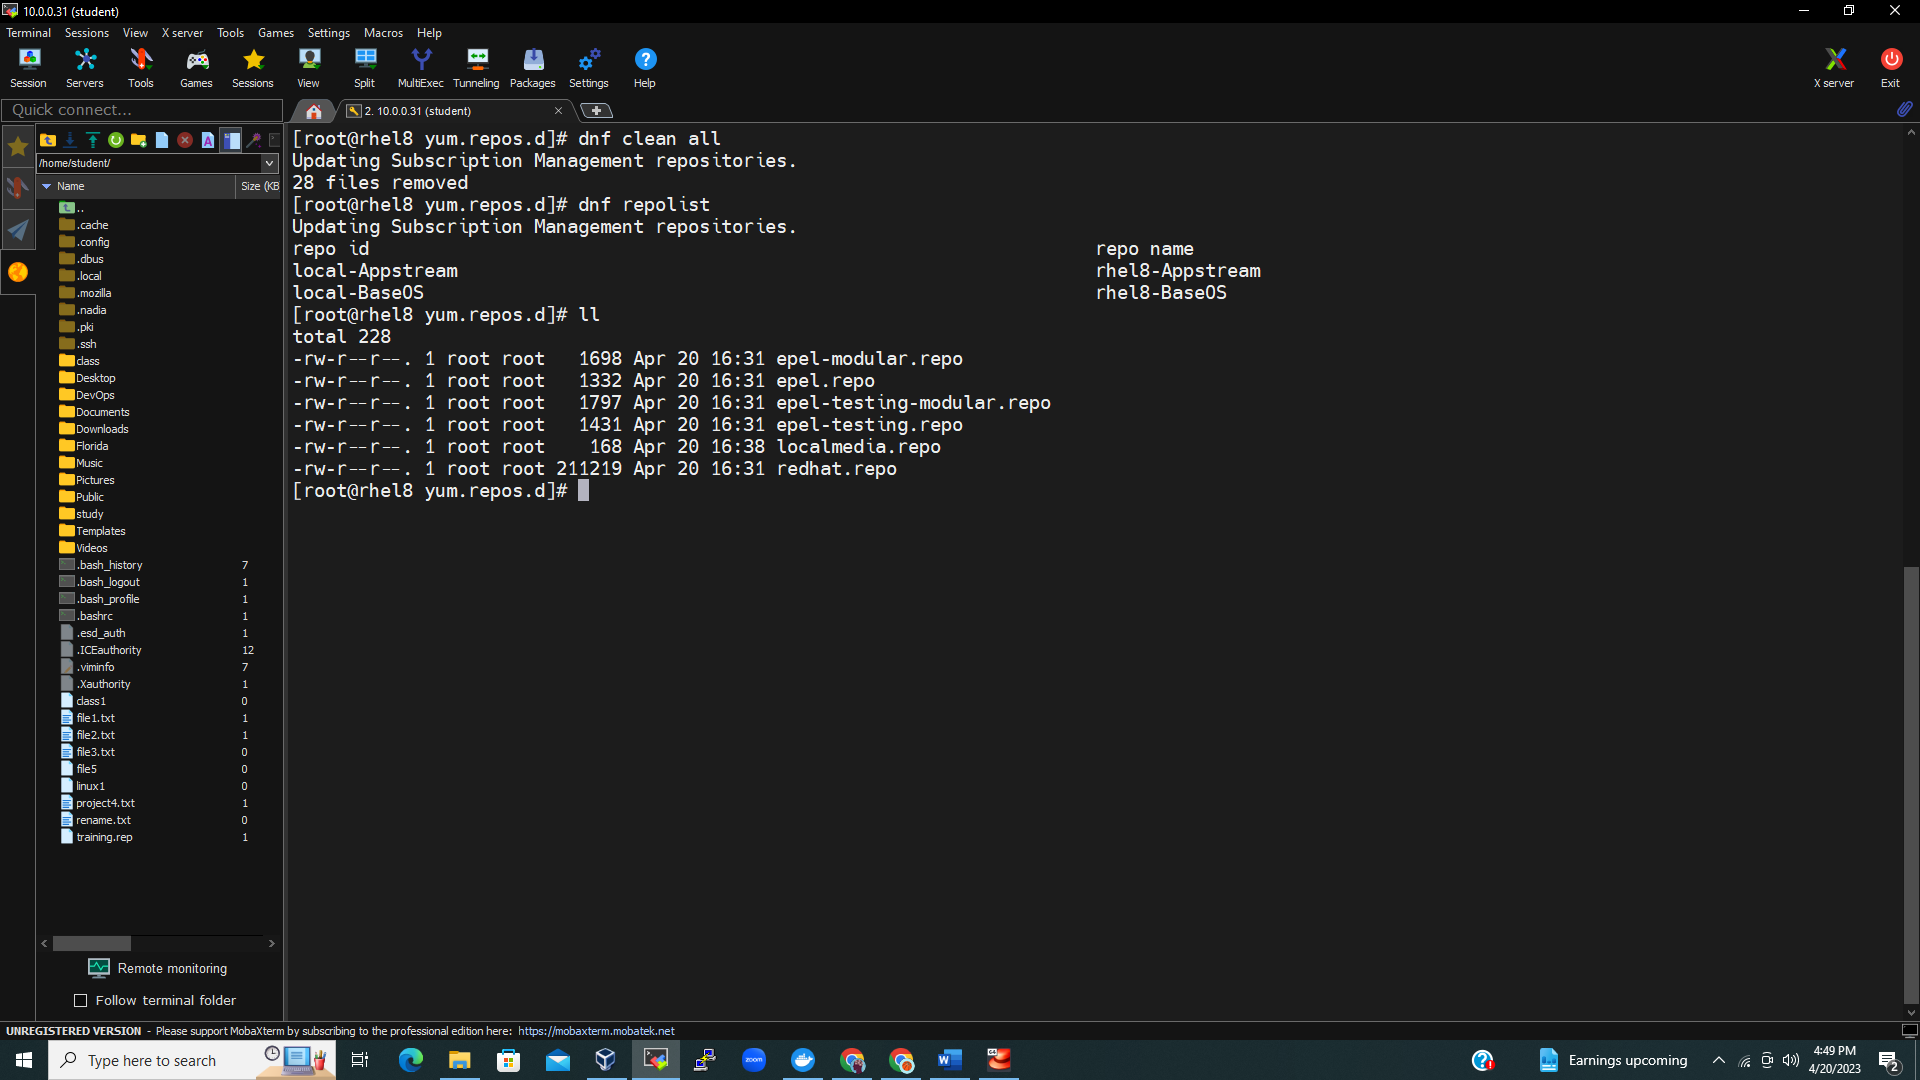 10.0.0.31 (student)
Terminal Sessions View X server Tools Games Settings Macros Help
Session Servers Tools Games Sessions View Split MultiExec Tunneling Packages Settings Help X server Exit
Quick connect...
2. 10.0.0.31 (student)
/home/student/
Name Size (KB
..
.cache
.config
.dbus
.local
.mozilla
.nadia
.pki
.ssh
class
Desktop
DevOps
Documents
Downloads
Florida
Music
Pictures
Public
study
Templates
Videos
.bash_history 7
.bash_logout 1
.bash_profile 1
.bashrc 1
.esd_auth 1
.ICEauthority 12
.viminfo 7
.Xauthority 1
class1 0
file1.txt 1
file2.txt 1
file3.txt 0
file5 0
linux1 0
project4.txt 1
rename.txt 0
training.rep 1
Remote monitoring
Follow terminal folder
[root@rhel8 yum.repos.d]# dnf clean all
Updating Subscription Management repositories.
28 files removed
[root@rhel8 yum.repos.d]# dnf repolist
Updating Subscription Management repositories.
repo id repo name
local-Appstream rhel8-Appstream
local-BaseOS rhel8-BaseOS
[root@rhel8 yum.repos.d]# ll
total 228
-rw-r--r--. 1 root root 1698 Apr 20 16:31 epel-modular.repo
-rw-r--r--. 1 root root 1332 Apr 20 16:31 epel.repo
-rw-r--r--. 1 root root 1797 Apr 20 16:31 epel-testing-modular.repo
-rw-r--r--. 1 root root 1431 Apr 20 16:31 epel-testing.repo
-rw-r--r--. 1 root root 168 Apr 20 16:38 localmedia.repo
-rw-r--r--. 1 root root 211219 Apr 20 16:31 redhat.repo
[root@rhel8 yum.repos.d]#
UNREGISTERED VERSION - Please support MobaXterm by subscribing to the professional edition here: https://mobaxterm.mobatek.net
Type here to search
zoom
Earnings upcoming
4:49 PM
4/20/2023
2